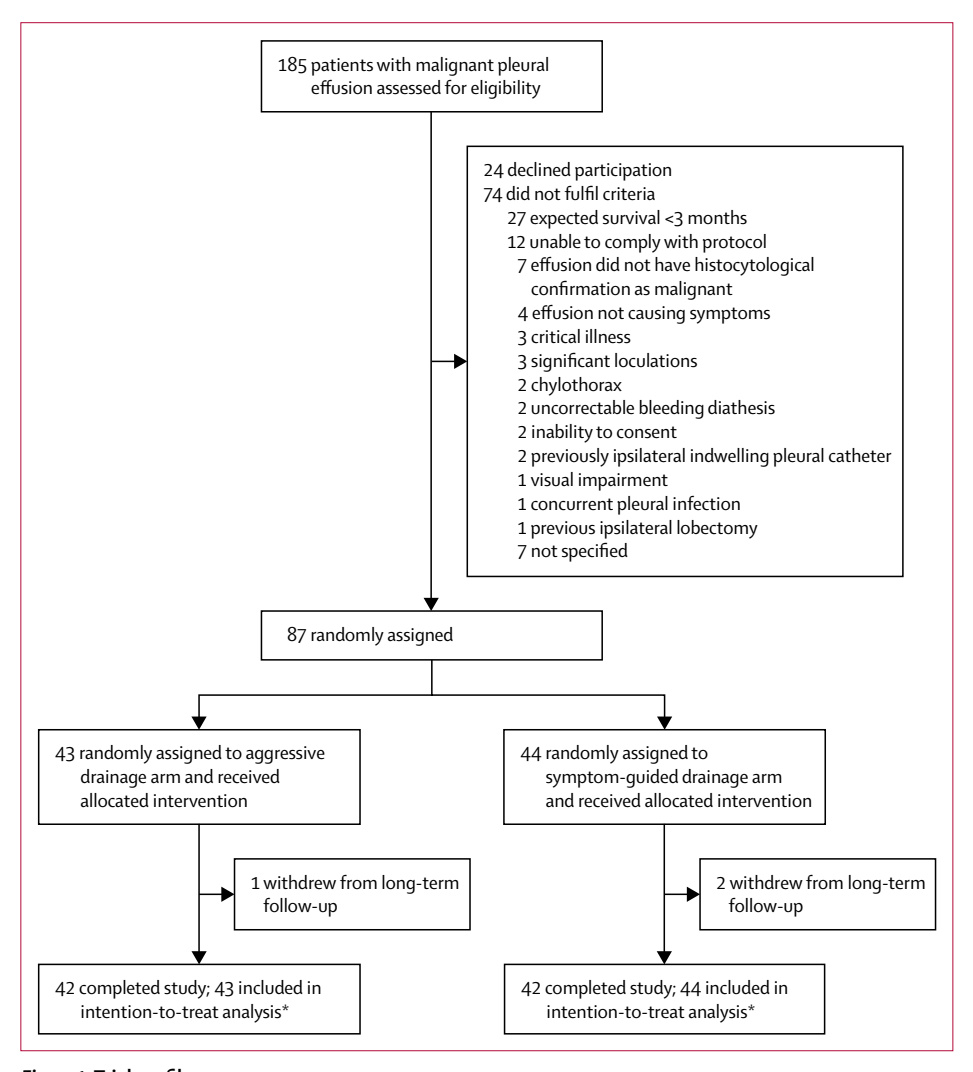 185 patients with malignant pleural
effusion assessed for eligibility
24 declined participation
74 did not fulfil criteria
27 expected survival <3 months
12 unable to comply with protocol
7 effusion did not have histocytological
confirmation as malignant
4 effusion not causing symptoms
3 critical illness
3 significant loculations
2 chylothorax
2 uncorrectable bleeding diathesis
2 inability to consent
2 previously ipsilateral indwelling pleural catheter
1 visual impairment
1 concurrent pleural infection
1 previous ipsilateral lobectomy
7 not specified
87 randomly assigned
43 randomly assigned to aggressive
drainage arm and received
allocated intervention
44 randomly assigned to
symptom-guided drainage arm
and received allocated intervention
1 withdrew from long-term
follow-up
2 withdrew from long-term
follow-up
42 completed study; 43 included in
intention-to-treat analysis*
42 completed study; 44 included in
intention-to-treat analysis*